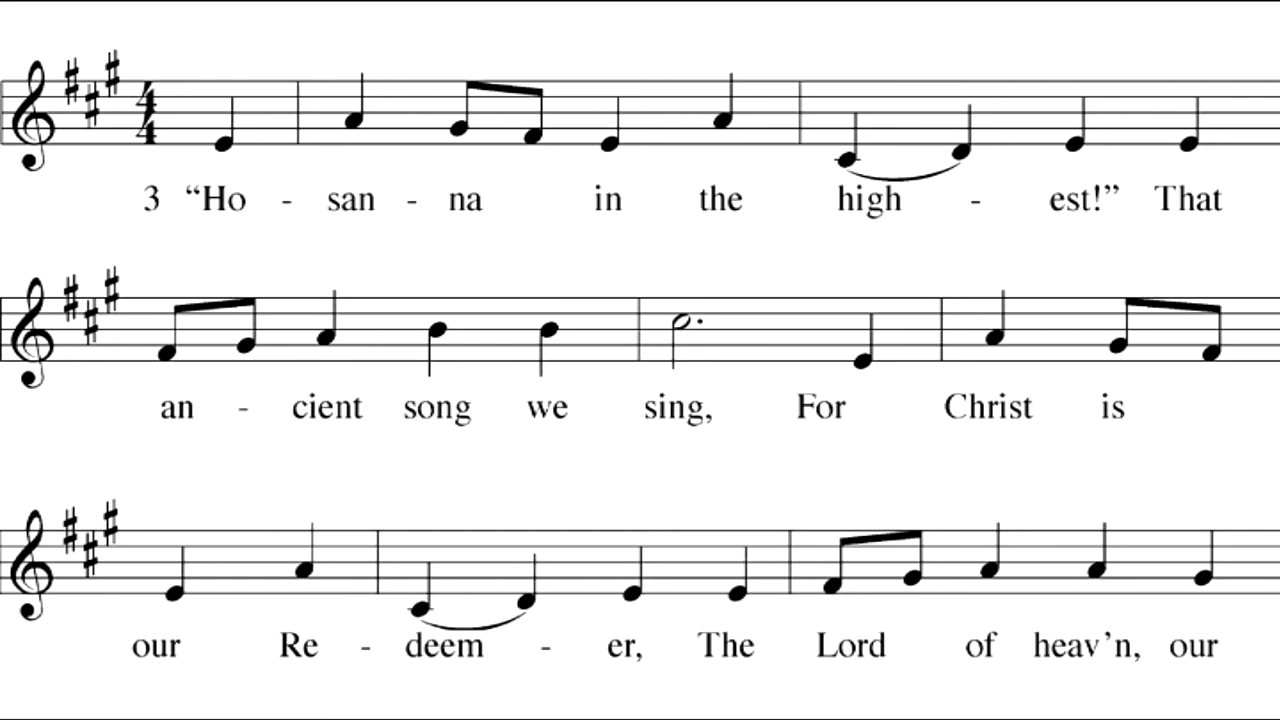 3 “Ho - san - na in the high - est!” That
an - cient song we sing, For Christ is
our Re - deem - er, The Lord of heav’n, our